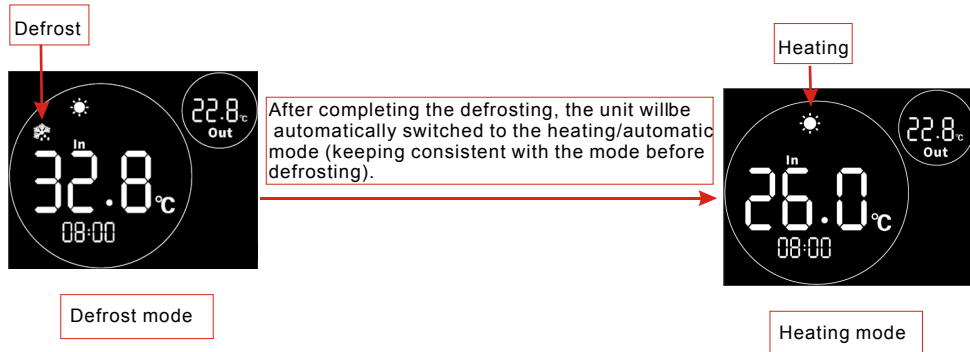 Defrost
Heating
22.8℃
Out
In
32.8℃
08:00
After completing the defrosting, the unit willbe
automatically switched to the heating/automatic
mode (keeping consistent with the mode before
defrosting).
22.8℃
Out
In
26.0℃
08:00
Defrost mode
Heating mode